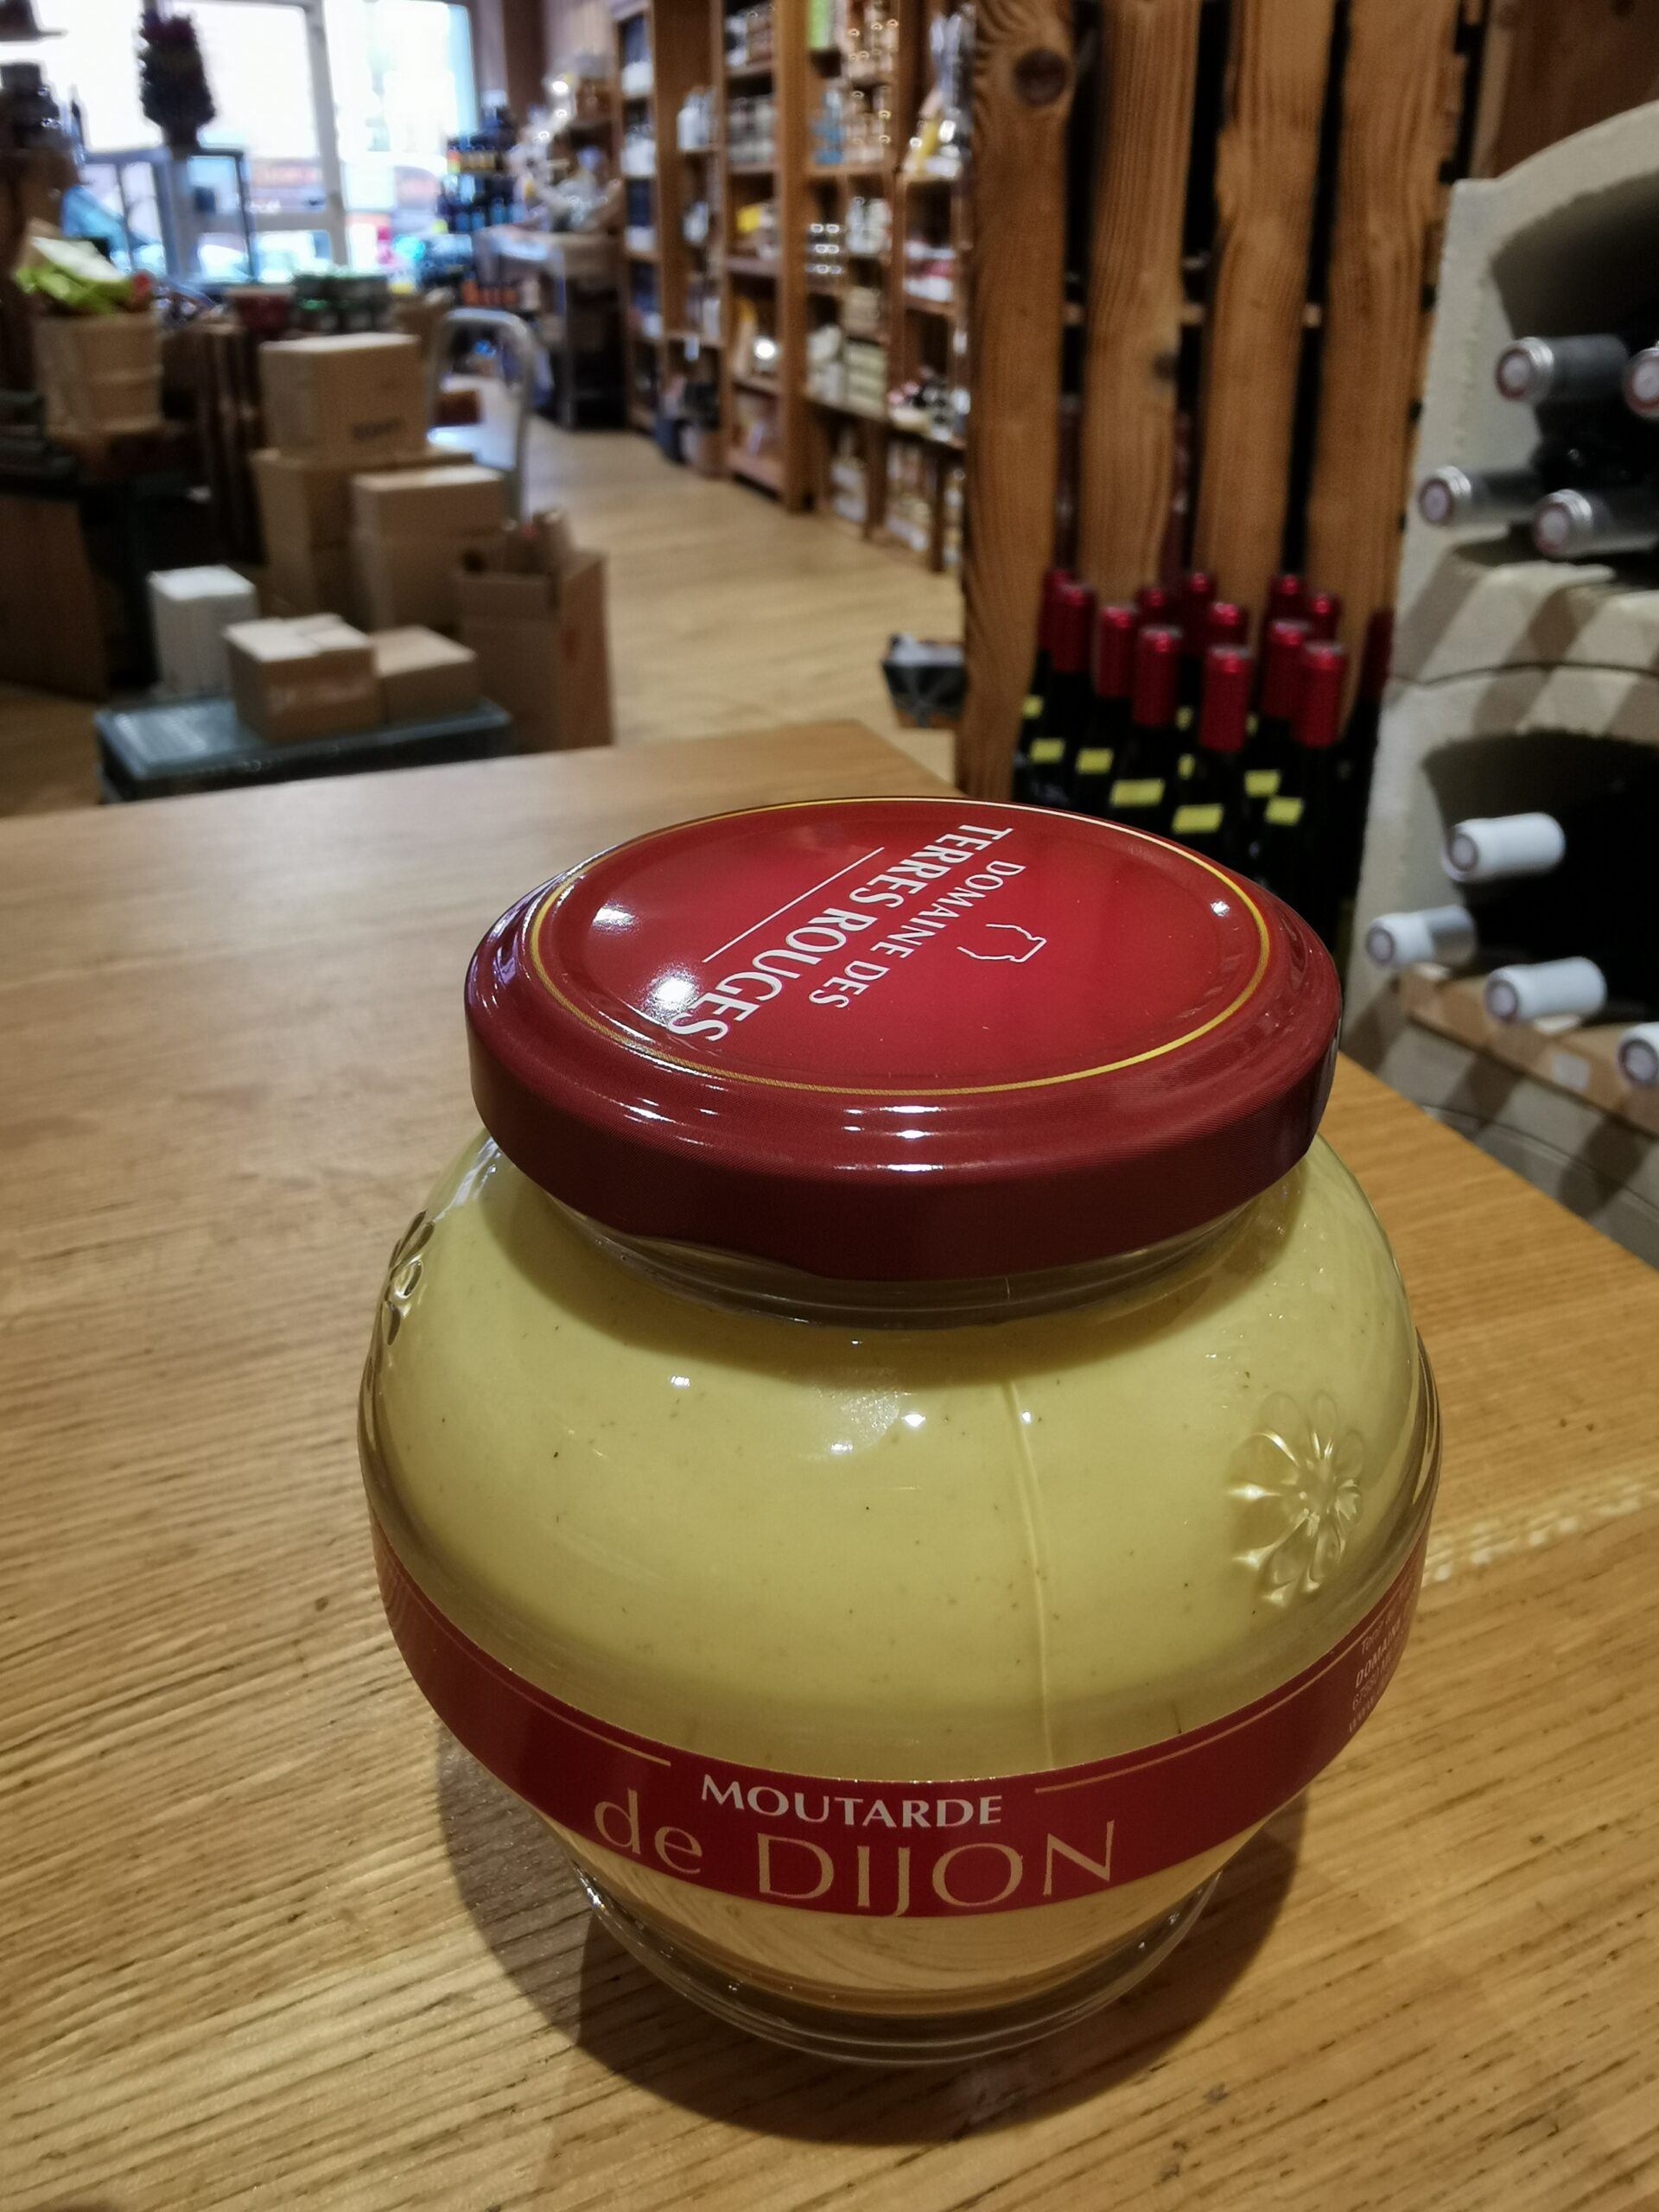 DOMAINE DES
TERRES ROUGES
MOUTARDE
de DIJON